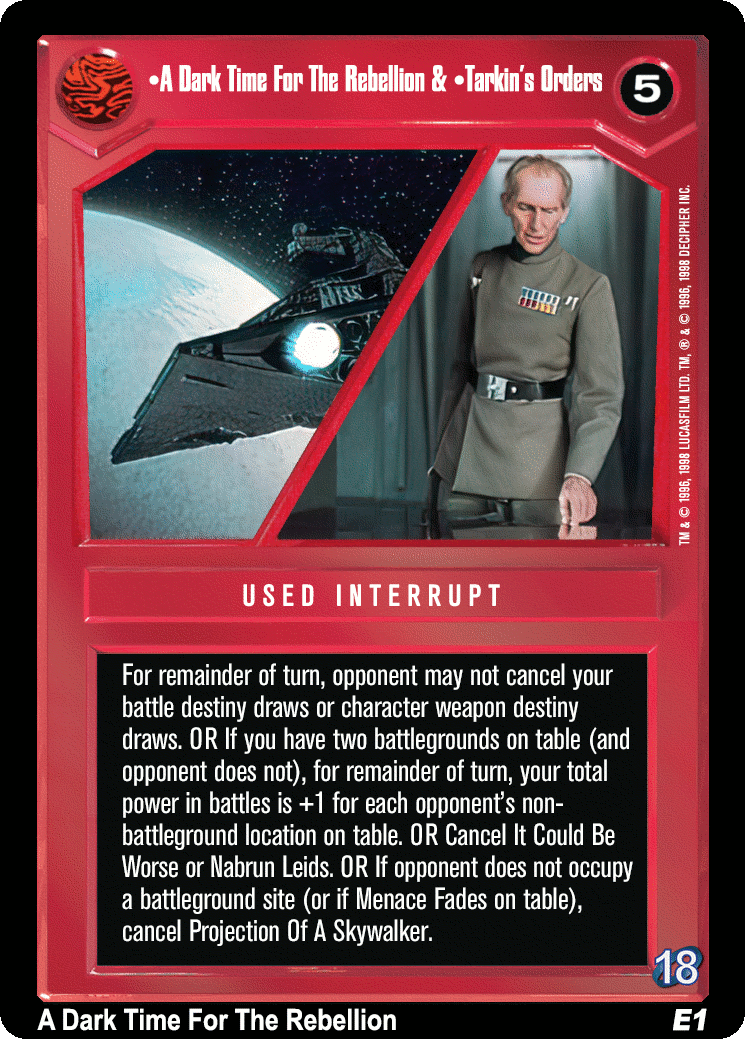 •A Dark Time For The Rebellion & •Tarkin's Orders
5
TM & © 1996, 1998 LUCASFILM LTD. TM, ® & © 1996, 1998 DECIPHER INC.
USED INTERRUPT
For remainder of turn, opponent may not cancel your
battle destiny draws or character weapon destiny
draws. OR If you have two battlegrounds on table (and
opponent does not), for remainder of turn, your total
power in battles is +1 for each opponent's non-
battleground location on table. OR Cancel It Could Be
Worse or Nabrun Leids. OR If opponent does not occupy
a battleground site (or if Menace Fades on table),
cancel Projection Of A Skywalker.
18
A Dark Time For The Rebellion
E1